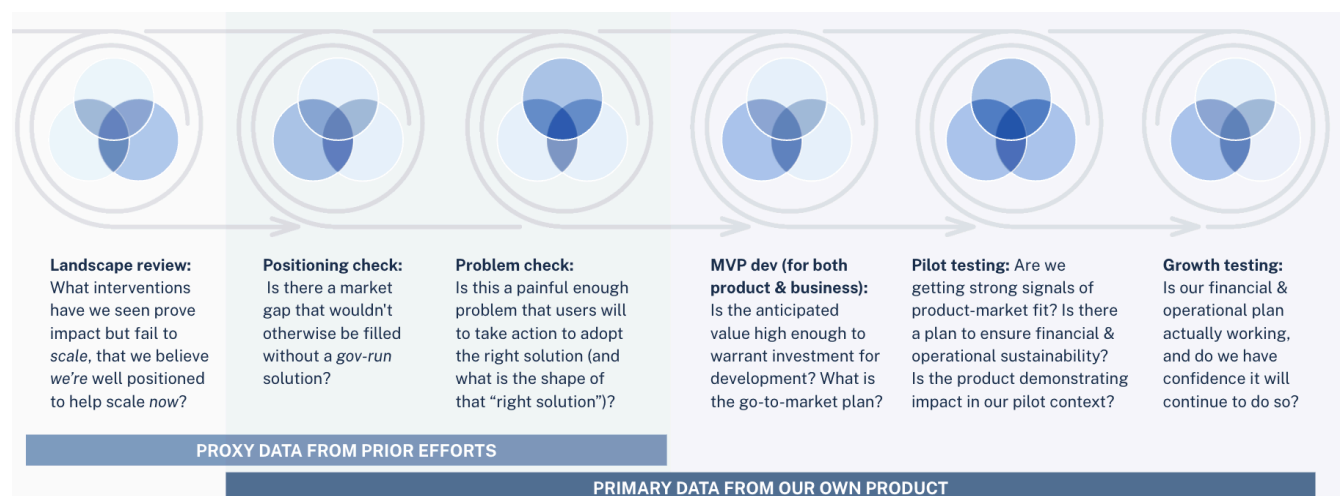 Landscape review:
What interventions
have we seen prove
impact but fail to
scale, that we believe
we're well positioned
to help scale now?
Positioning check:
Is there a market
gap that wouldn't
otherwise be filled
without a gov-run
solution?
Problem check:
Is this a painful enough
problem that users will
to take action to adopt
the right solution (and
what is the shape of
that “right solution”)?
MVP dev (for both
product & business):
Is the anticipated
value high enough to
warrant investment for
development? What is
the go-to-market plan?
Pilot testing: Are we
getting strong signals of
product-market fit? Is there
a plan to ensure financial &
operational sustainability?
Is the product demonstrating
impact in our pilot context?
Growth testing:
Is our financial &
operational plan
actually working,
and do we have
confidence it will
continue to do so?
PROXY DATA FROM PRIOR EFFORTS
PRIMARY DATA FROM OUR OWN PRODUCT